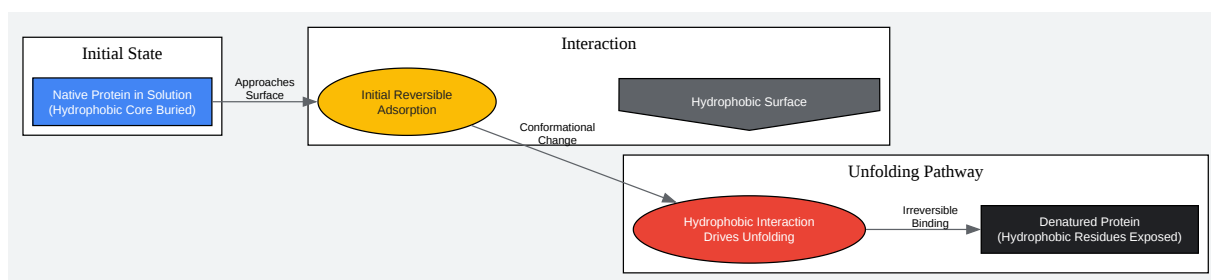 Initial State
Native Protein in Solution
(Hydrophobic Core Buried)
Approaches
Surface
Interaction
Initial Reversible
Adsorption
Hydrophobic Surface
Conformational
Change
Unfolding Pathway
Hydrophobic Interaction
Drives Unfolding
Irreversible
Binding
Denatured Protein
(Hydrophobic Residues Exposed)